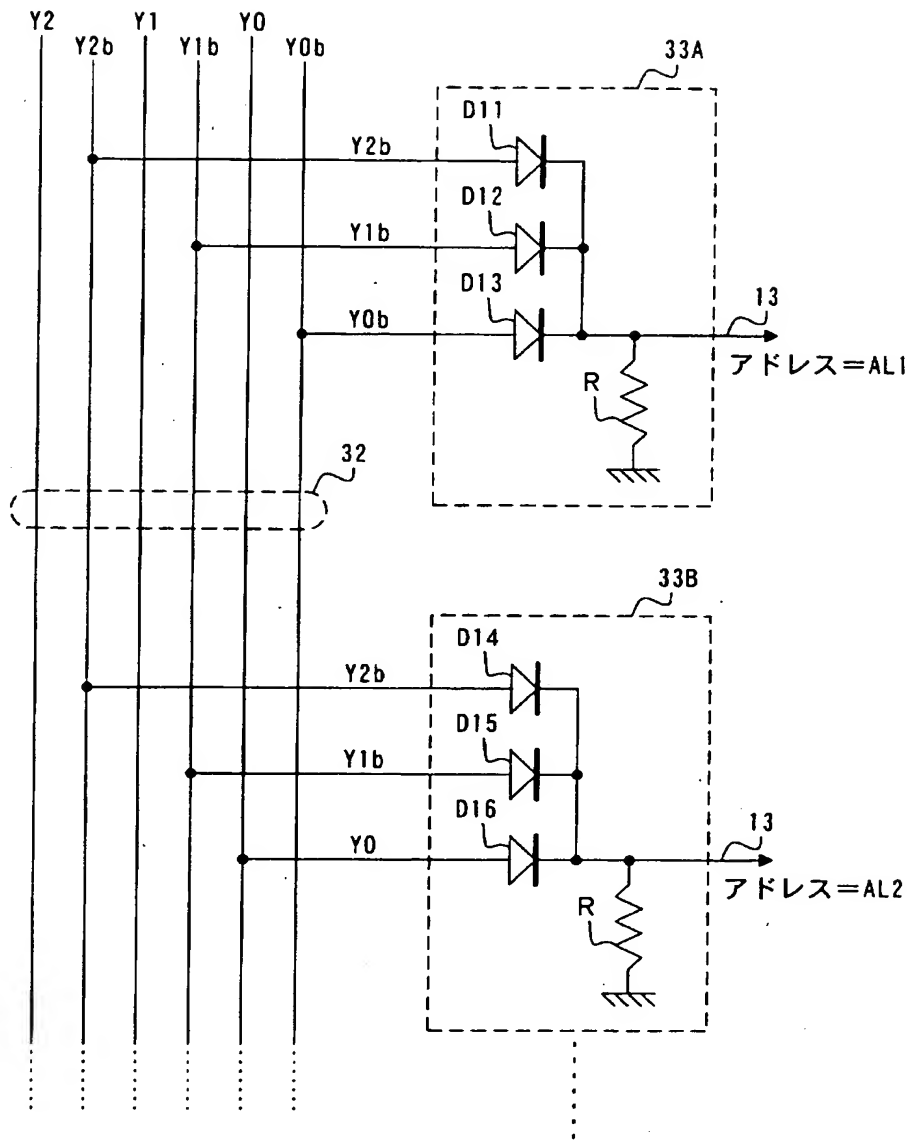 Y2 Y1 Y0
Y2b Y1b Y0b
33A
D11
Y2b
D12
Y1b
D13
Y0b
13
アドレス=AL1
R
32
33B
D14
Y2b
D15
Y1b
D16
Y0
13
アドレス=AL2
R